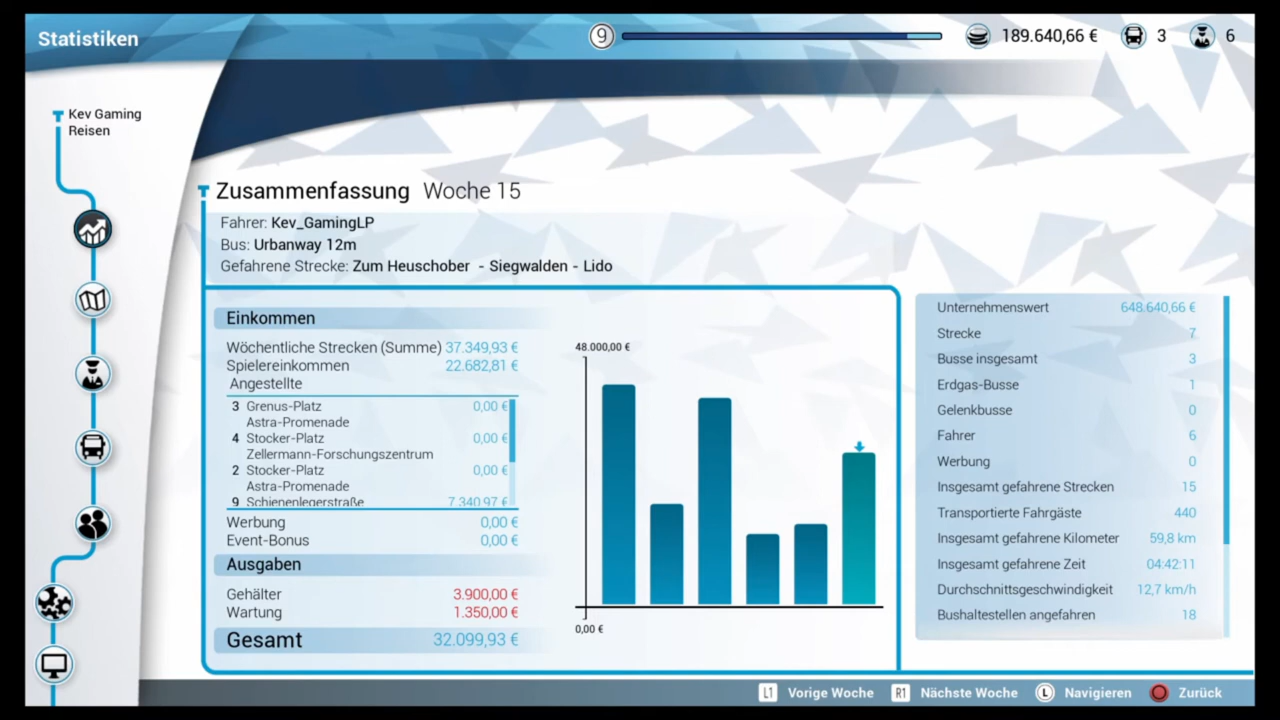 Statistiken
9
189.640,66 €
3
6
Kev Gaming
Reisen
Zusammenfassung Woche 15
Fahrer: Kev_GamingLP
Bus: Urbanway 12m
Gefahrene Strecke: Zum Heuschober - Siegwalden - Lido
Einkommen
Wöchentliche Strecken (Summe) 37.349,93 €
Spielereinkommen 22.682,81 €
Angestellte
3 Grenus-Platz 0,00 €
Astra-Promenade
4 Stocker-Platz 0,00 €
Zellermann-Forschungszentrum
2 Stocker-Platz 0,00 €
Astra-Promenade
9 Schienenlegerstraße 7.340,97 €
Werbung 0,00 €
Event-Bonus 0,00 €
Ausgaben
Gehälter 3.900,00 €
Wartung 1.350,00 €
Gesamt 32.099,93 €
48.000,00 €
0,00 €
Unternehmenswert 648.640,66 €
Strecke 7
Busse insgesamt 3
Erdgas-Busse 1
Gelenkbusse 0
Fahrer 6
Werbung 0
Insgesamt gefahrene Strecken 15
Transportierte Fahrgäste 440
Insgesamt gefahrene Kilometer 59,8 km
Insgesamt gefahrene Zeit 04:42:11
Durchschnittsgeschwindigkeit 12,7 km/h
Bushaltestellen angefahren 18
L1 Vorige Woche R1 Nächste Woche L Navigieren Zurück